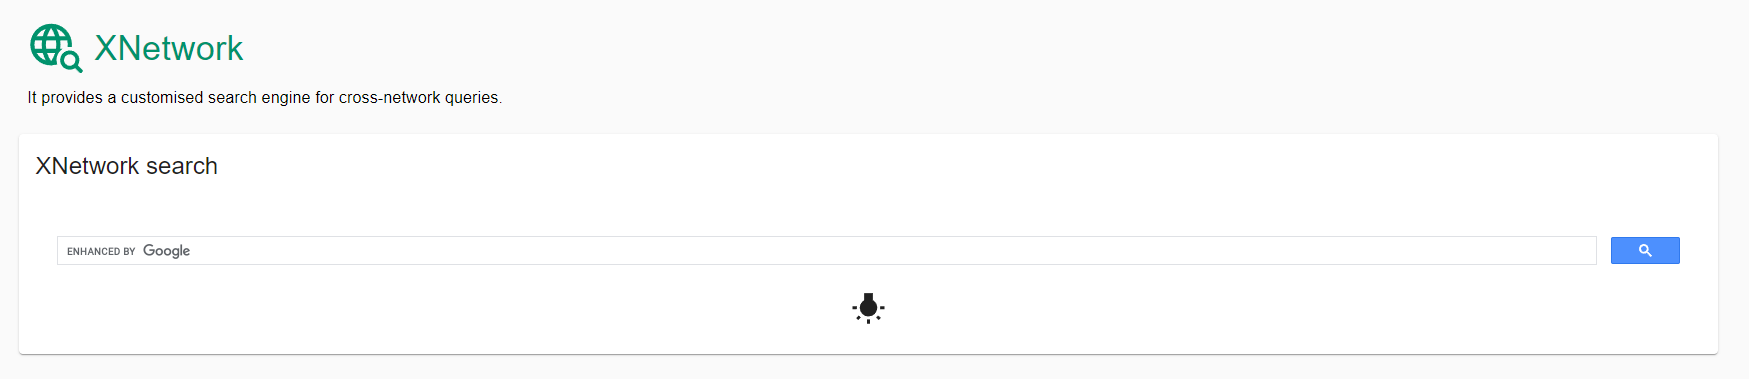 XNetwork
It provides a customised search engine for cross-network queries.
XNetwork search
ENHANCED BY Google